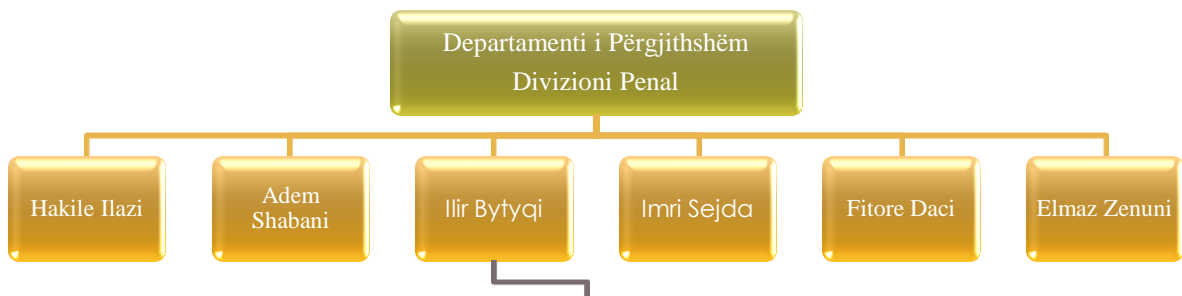 Departamenti i Përgjithshëm
Divizioni Penal
Hakile Ilazi
Adem
Shabani
Ilir Bytyqi
Imri Sejda
Fitore Daci
Elmaz Zenuni